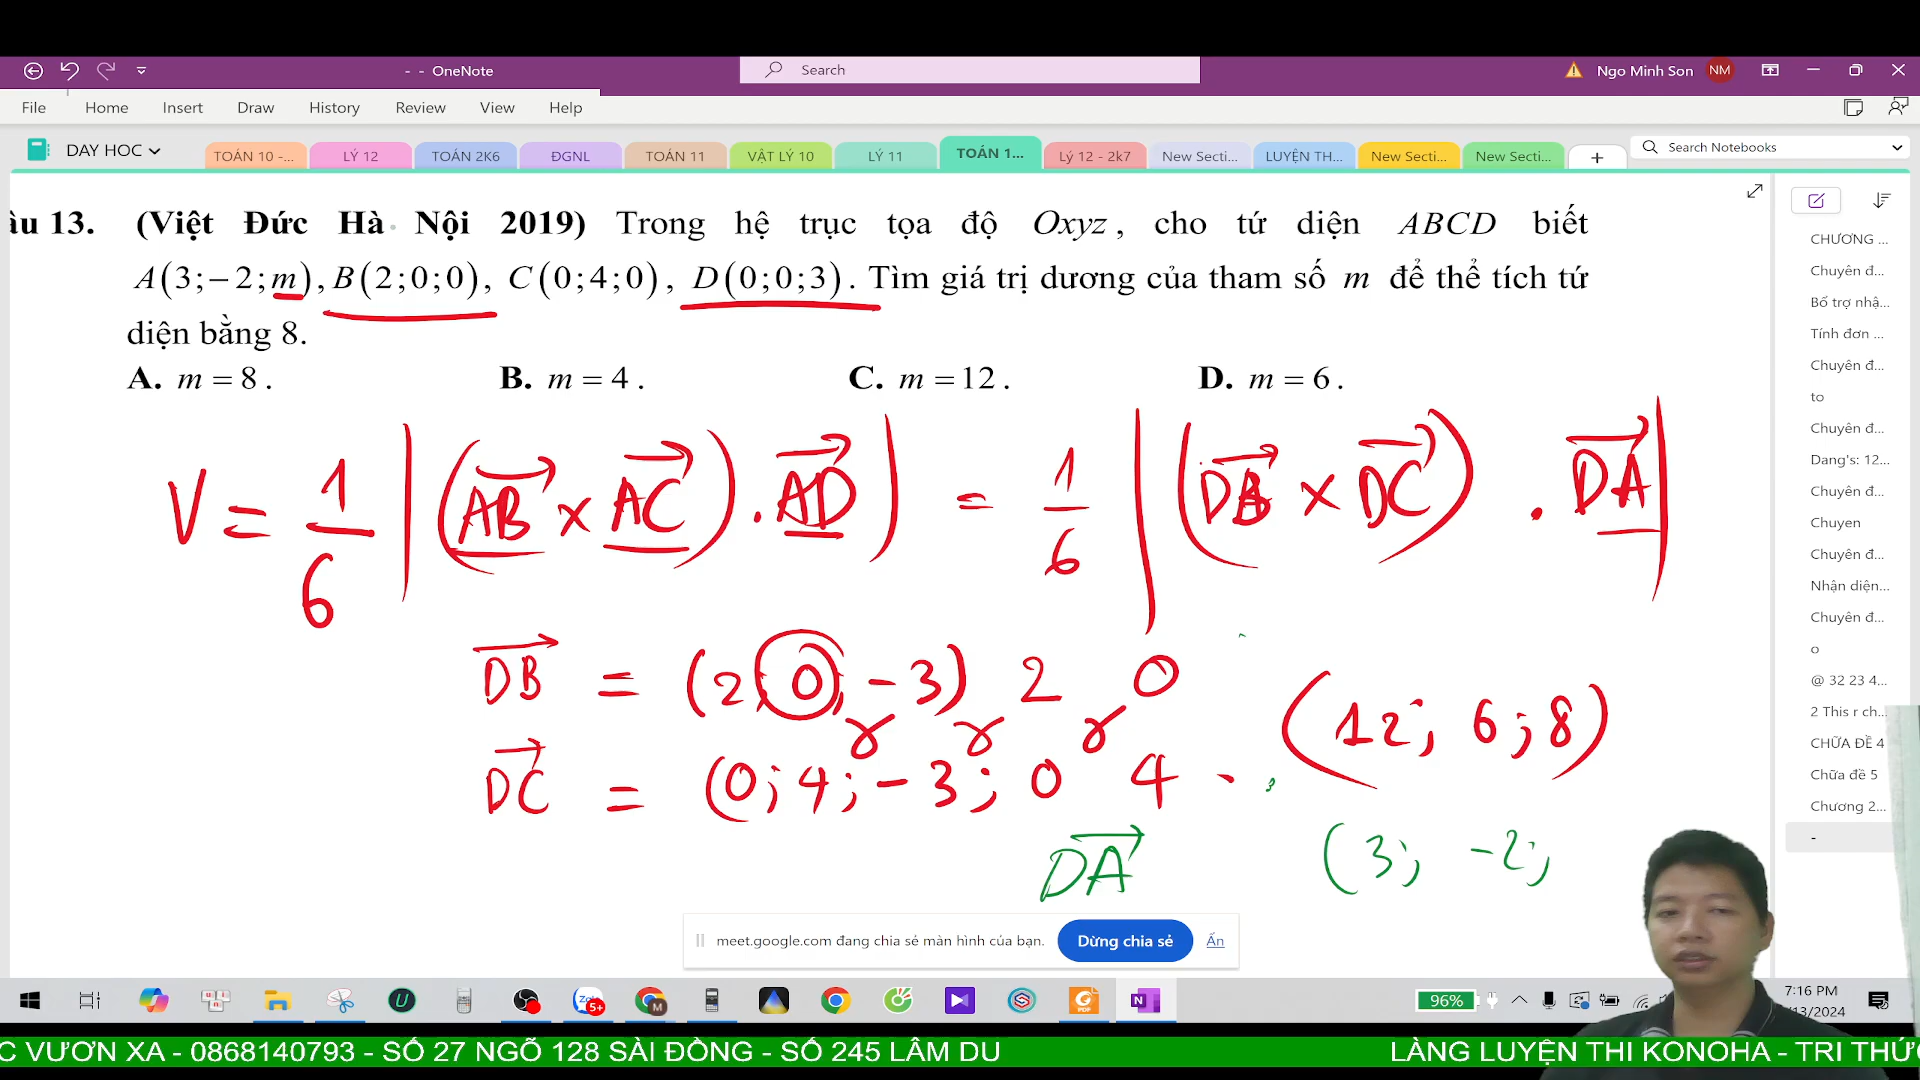 - - OneNote
Search
Ngo Minh Son NM
File Home Insert Draw History Review View Help
DAY HOC
TOÁN 10 -...
LÝ 12
TOÁN 2K6
ĐGNL
TOÁN 11
VẬT LÝ 10
LÝ 11
TOÁN 1...
Lý 12 - 2k7
New Secti...
LUYỆN TH...
New Secti...
New Secti...
+
Search Notebooks
âu 13. (Việt Đức Hà Nội 2019) Trong hệ trục tọa độ Oxyz, cho tứ diện ABCD biết
A(3;−2;m), B(2;0;0), C(0;4;0), D(0;0;3). Tìm giá trị dương của tham số m để thể tích tứ
diện bằng 8.
A. m = 8. B. m = 4. C. m = 12. D. m = 6.
V = 1/6 |(AB × AC) . AD| = 1/6 |(DB × DC) . DA|
DB = (2; 0; -3) 2 0
DC = (0; 4; -3; 0 4
(12; 6; 8)
DA (3; -2;
CHƯƠNG ...
Chuyên đ...
Bổ trợ nhậ...
Tính đơn ...
Chuyên đ...
to
Chuyên đ...
Dang's: 12...
Chuyên đ...
Chuyen
Chuyên đ...
Nhận diện...
Chuyên đ...
o
@ 32 23 4...
2 This r ch...
CHỮA ĐỀ 4
Chữa đề 5
Chương 2...
-
meet.google.com đang chia sẻ màn hình của bạn. Dừng chia sẻ Ẩn
96%
7:16 PM
13/2024
C VƯƠN XA - 0868140793 - SỐ 27 NGÕ 128 SÀI ĐỒNG - SỐ 245 LÂM DU LÀNG LUYỆN THI KONOHA - TRI THỨC